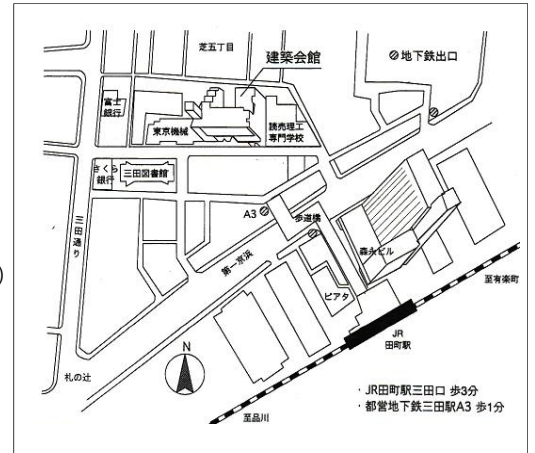 芝五丁目
建築会館
地下鉄出口
富士
銀行
東京機械
読売理工
専門学校
さくら
銀行
三田図書館
三田通り
A3
歩道橋
第一京浜
森永ビル
ピアタ
至有楽町
N
JR
田町駅
札の辻
至品川
・JR田町駅三田口 歩3分
・都営地下鉄三田駅A3 歩1分
)